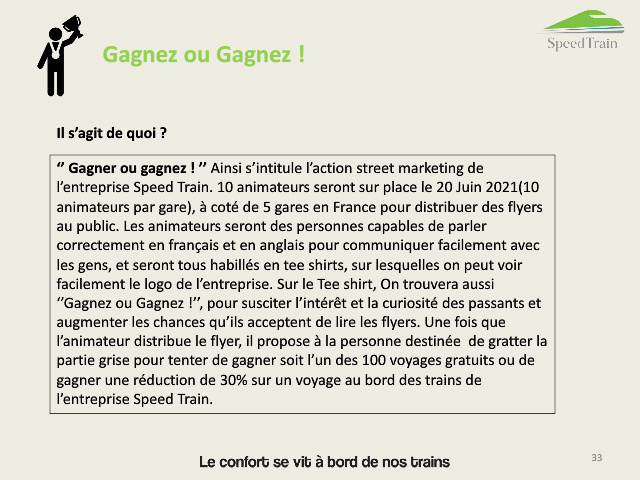 SpeedTrain
Gagnez ou Gagnez !
Il s’agit de quoi ?
‘’ Gagner ou gagnez ! ’’ Ainsi s’intitule l’action street marketing de
l’entreprise Speed Train. 10 animateurs seront sur place le 20 Juin 2021(10
animateurs par gare), à coté de 5 gares en France pour distribuer des flyers
au public. Les animateurs seront des personnes capables de parler
correctement en français et en anglais pour communiquer facilement avec
les gens, et seront tous habillés en tee shirts, sur lesquelles on peut voir
facilement le logo de l’entreprise. Sur le Tee shirt, On trouvera aussi
‘’Gagnez ou Gagnez !’’, pour susciter l’intérêt et la curiosité des passants et
augmenter les chances qu’ils acceptent de lire les flyers. Une fois que
l’animateur distribue le flyer, il propose à la personne destinée de gratter la
partie grise pour tenter de gagner soit l’un des 100 voyages gratuits ou de
gagner une réduction de 30% sur un voyage au bord des trains de
l’entreprise Speed Train.
Le confort se vit à bord de nos trains
33